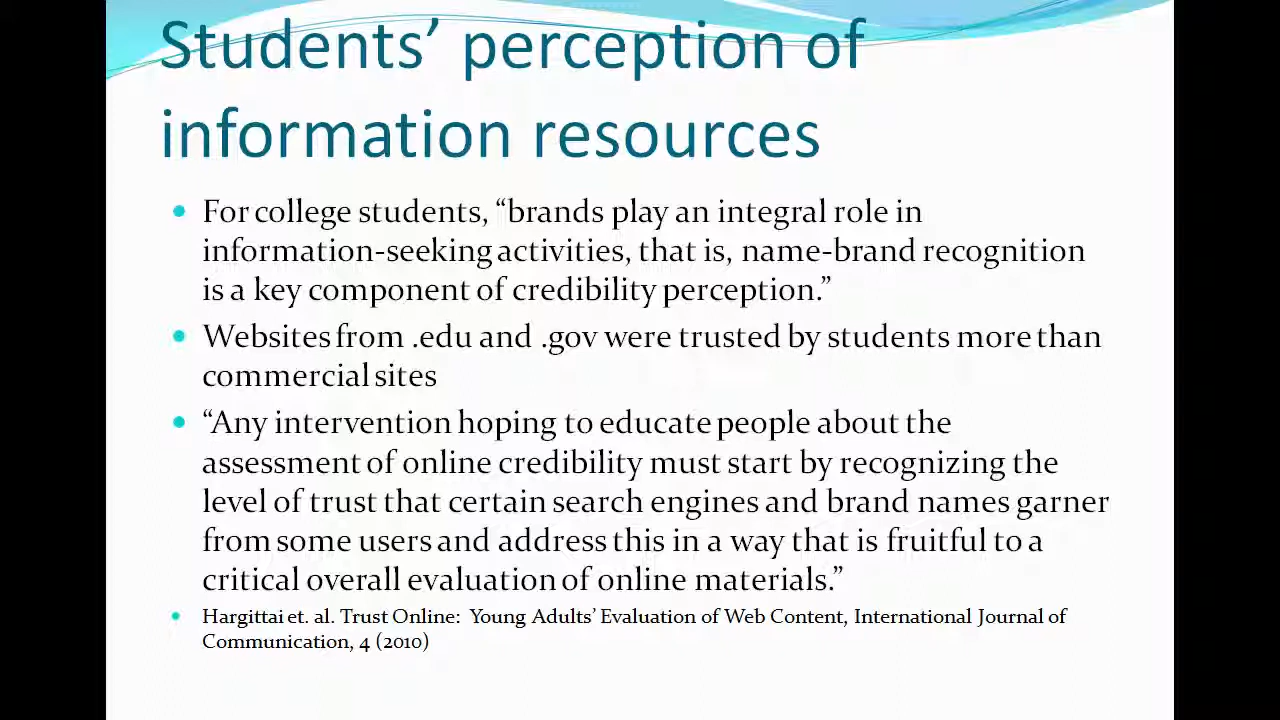 Students’ perception of
information resources
For college students, “brands play an integral role in
information-seeking activities, that is, name-brand recognition
is a key component of credibility perception.”
Websites from .edu and .gov were trusted by students more than
commercial sites
“Any intervention hoping to educate people about the
assessment of online credibility must start by recognizing the
level of trust that certain search engines and brand names garner
from some users and address this in a way that is fruitful to a
critical overall evaluation of online materials.”
Hargittai et. al. Trust Online: Young Adults’ Evaluation of Web Content, International Journal of
Communication, 4 (2010)